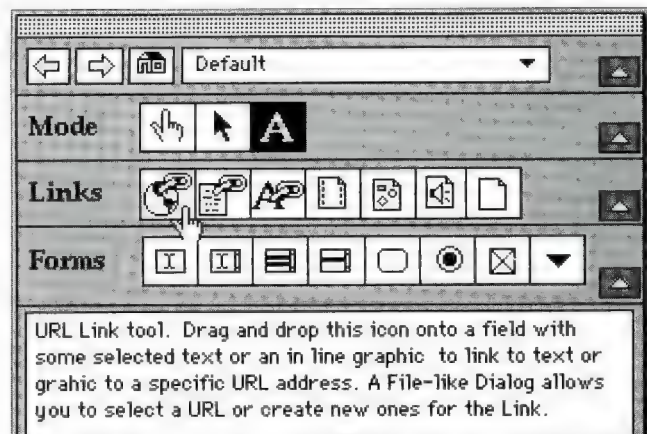 Default
Mode
A
Links
Forms
URL Link tool. Drag and drop this icon onto a field with
some selected text or an in line graphic to link to text or
grahic to a specific URL address. A File-like Dialog allows
you to select a URL or create new ones for the Link.